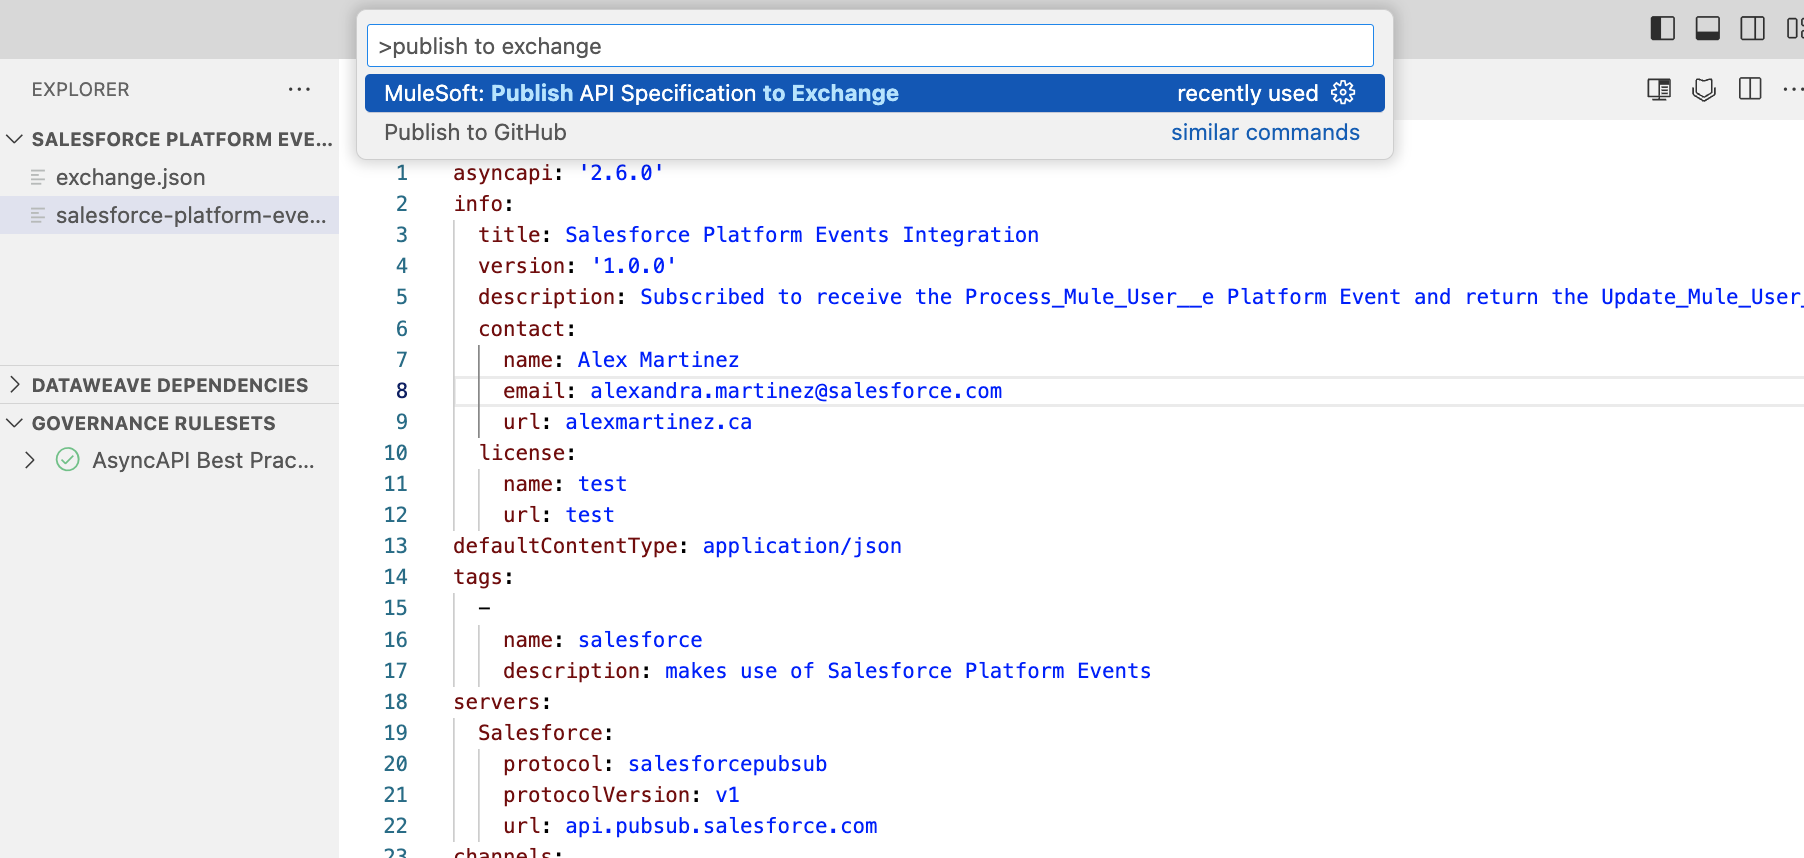 >publish to exchange
MuleSoft: Publish API Specification to Exchange recently used
Publish to GitHub similar commands
EXPLORER
SALESFORCE PLATFORM EVE...
exchange.json
salesforce-platform-eve...
DATAWEAVE DEPENDENCIES
GOVERNANCE RULESETS
AsyncAPI Best Prac...
1 asyncapi: '2.6.0'
2 info:
3 title: Salesforce Platform Events Integration
4 version: '1.0.0'
5 description: Subscribed to receive the Process_Mule_User__e Platform Event and return the Update_Mule_User_
6 contact:
7 name: Alex Martinez
8 email: alexandra.martinez@salesforce.com
9 url: alexmartinez.ca
10 license:
11 name: test
12 url: test
13 defaultContentType: application/json
14 tags:
15 -
16 name: salesforce
17 description: makes use of Salesforce Platform Events
18 servers:
19 Salesforce:
20 protocol: salesforcepubsub
21 protocolVersion: v1
22 url: api.pubsub.salesforce.com
23 channels: